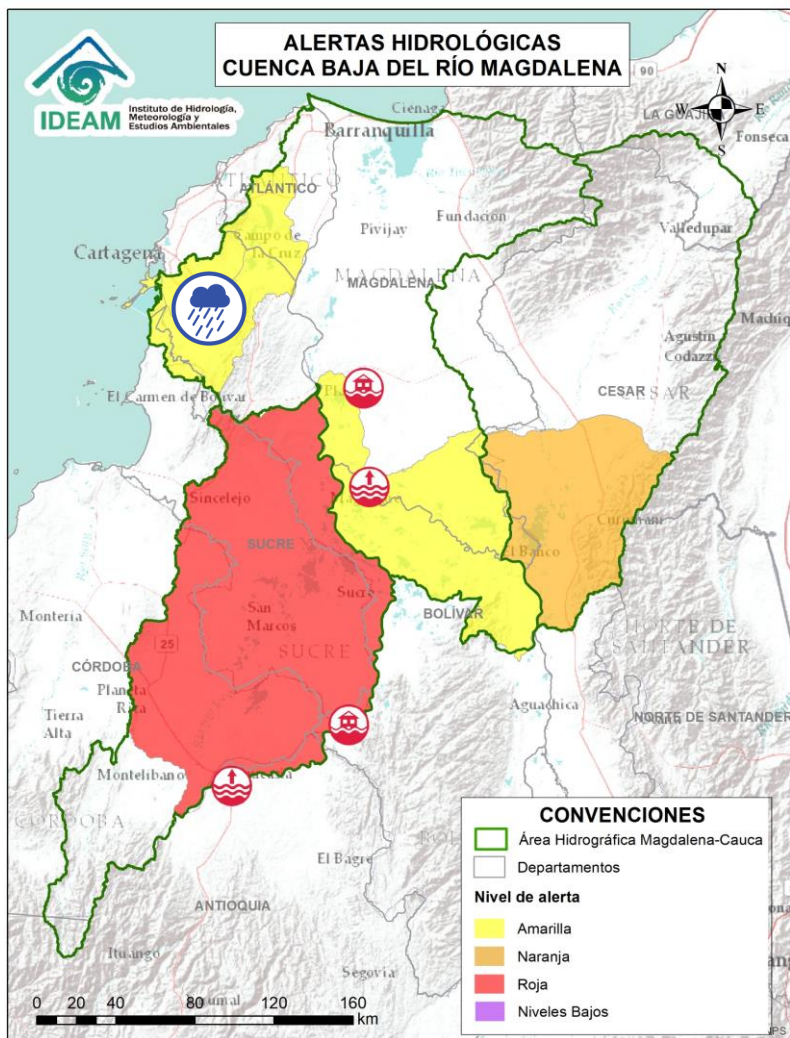 ALERTAS HIDROLÓGICAS
CUENCA BAJA DEL RÍO MAGDALENA
IDEAM
Instituto de Hidrología,
Meteorología y
Estudios Ambientales
N
W
E
S
90
Ciénaga
LA GUAJIRA
Barranquilla
Fonseca
ATLÁNTICO
Pivijay
Fundación
Valledupar
Campo de
la Cruz
Cartagena
MAGDALENA
MAGDALENA
Agustín
Codazzi
CESAR
CESAR
El Carmen de Bolívar
Sincelejo
Curumaní
SUCRE
El Banco
Sucre
San
Marcos
BOLÍVAR
Montería
25
SUCRE
NORTE DE
SANTANDER
CÓRDOBA
Planeta
Rica
Aguachica
NORTE DE SANTANDER
Tierra
Alta
Montelíbano
CÓRDOBA
El Bagre
ANTIOQUIA
Ituango
Segovia
CONVENCIONES
Área Hidrográfica Magdalena-Cauca
Departamentos
Nivel de alerta
Amarilla
Naranja
Roja
Niveles Bajos
0 20 40 80 120 160
km